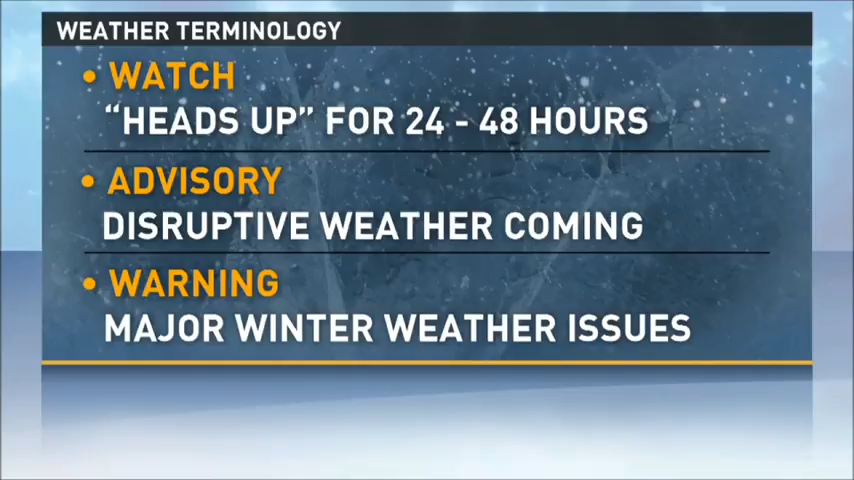 WEATHER TERMINOLOGY
• WATCH
“HEADS UP” FOR 24 - 48 HOURS
• ADVISORY
DISRUPTIVE WEATHER COMING
• WARNING
MAJOR WINTER WEATHER ISSUES